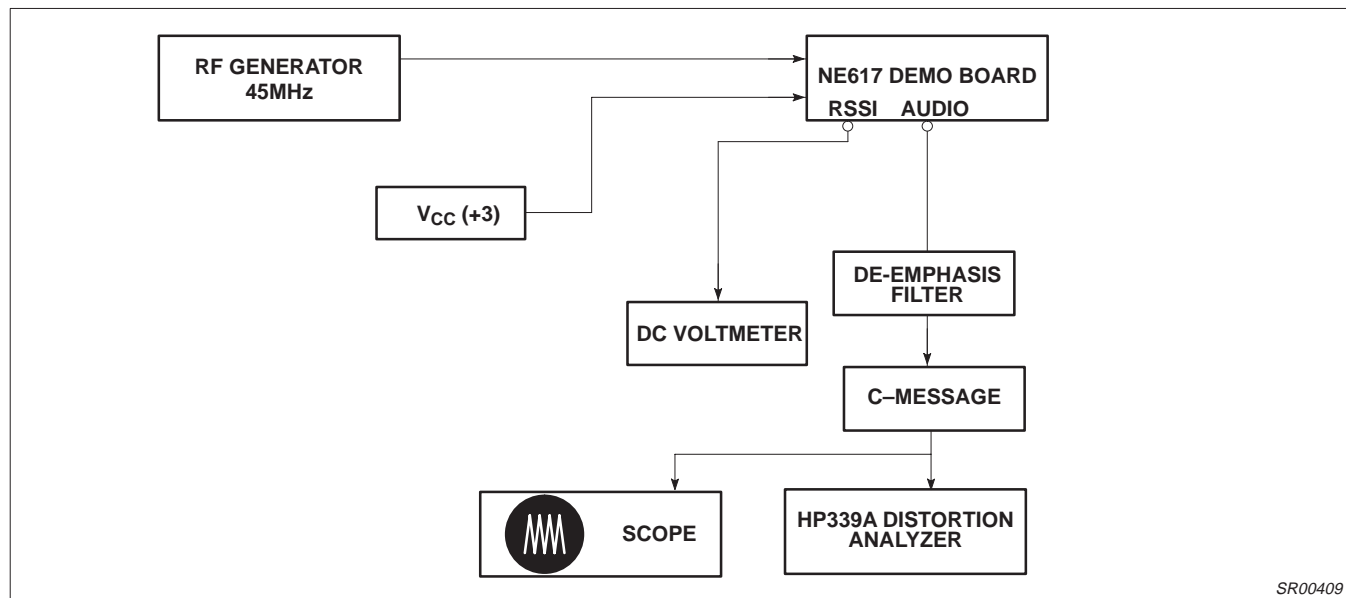 RF GENERATOR
45MHz
NE617 DEMO BOARD
RSSI AUDIO
VCC (+3)
DE-EMPHASIS
FILTER
DC VOLTMETER
C–MESSAGE
SCOPE
HP339A DISTORTION
ANALYZER
SR00409